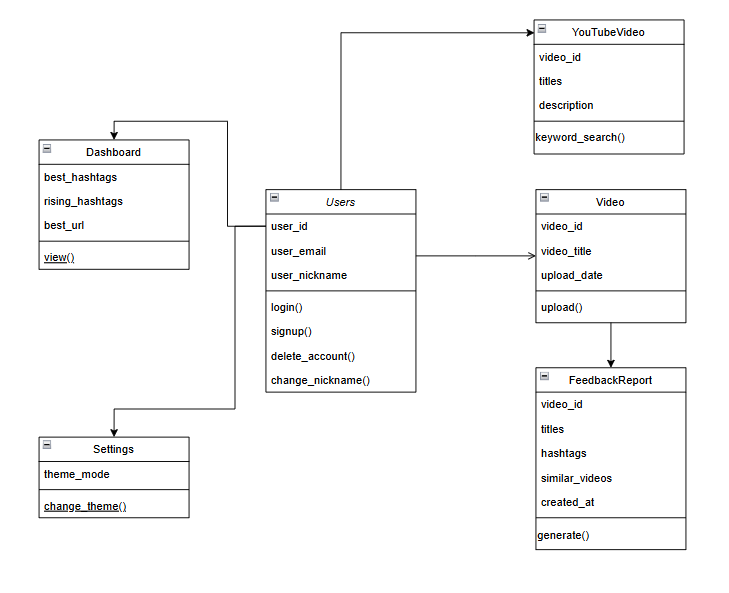 YouTubeVideo
video_id
titles
description
keyword_search()
Dashboard
best_hashtags
rising_hashtags
best_url
view()
Users
user_id
user_email
user_nickname
login()
signup()
delete_account()
change_nickname()
Video
video_id
video_title
upload_date
upload()
FeedbackReport
video_id
titles
hashtags
similar_videos
created_at
generate()
Settings
theme_mode
change_theme()